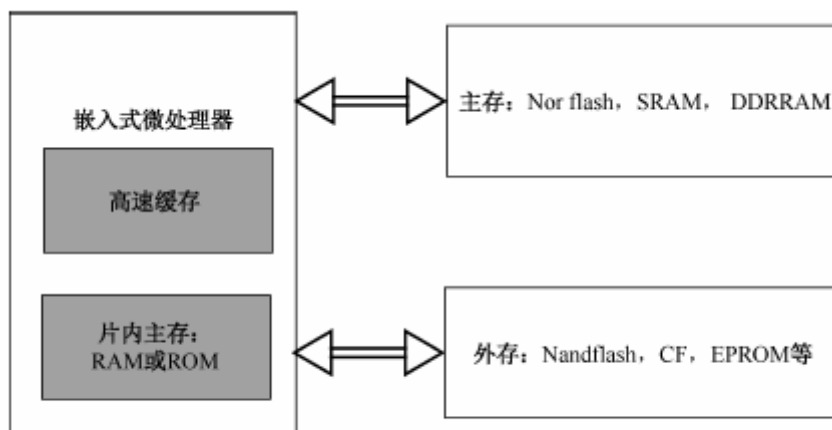 嵌入式微处理器
高速缓存
片内主存：
RAM或ROM
主存：Nor flash，SRAM， DDRRAM
外存：Nandflash，CF，EPROM等